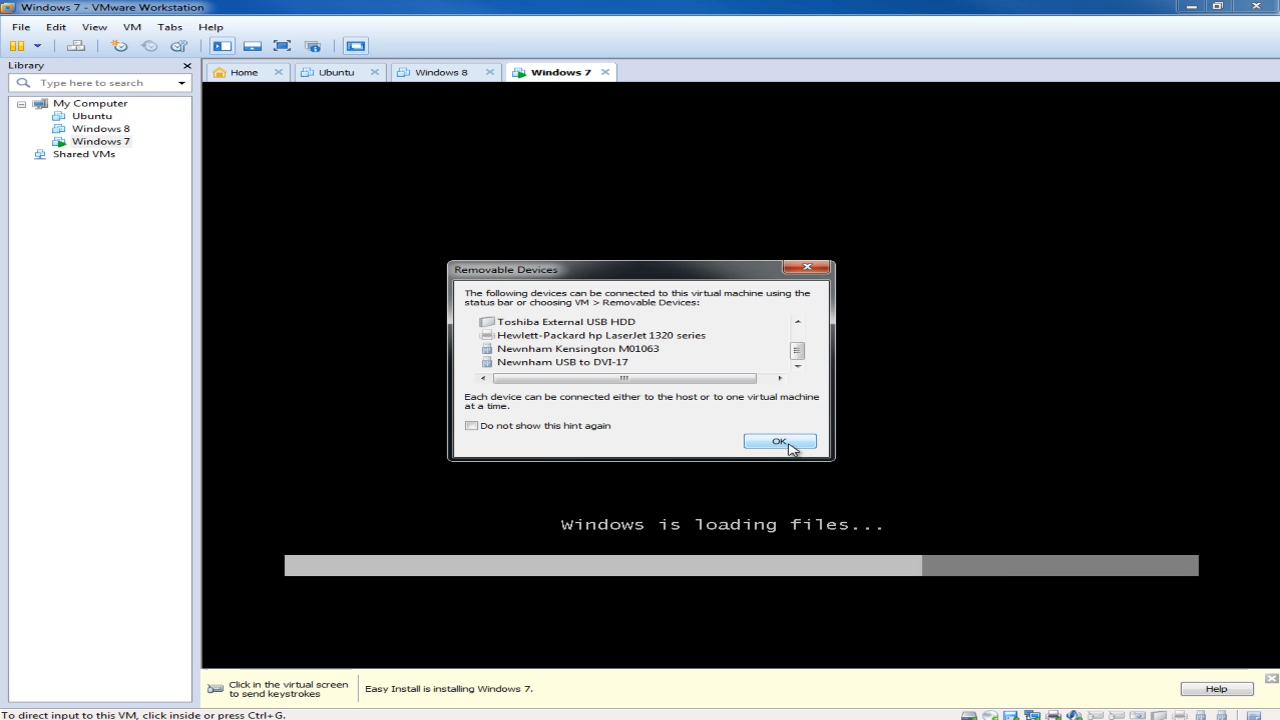 Windows 7 - VMware Workstation
File Edit View VM Tabs Help
Library
Type here to search
My Computer
Ubuntu
Windows 8
Windows 7
Shared VMs
Home Ubuntu Windows 8 Windows 7
Removable Devices
The following devices can be connected to this virtual machine using the
status bar or choosing VM > Removable Devices:
Toshiba External USB HDD
Hewlett-Packard hp LaserJet 1320 series
Newnham Kensington M01063
Newnham USB to DVI-17
Each device can be connected either to the host or to one virtual machine
at a time.
Do not show this hint again
OK
Windows is loading files...
Click in the virtual screen
to send keystrokes
Easy Install is installing Windows 7.
Help
To direct input to this VM, click inside or press Ctrl+G.